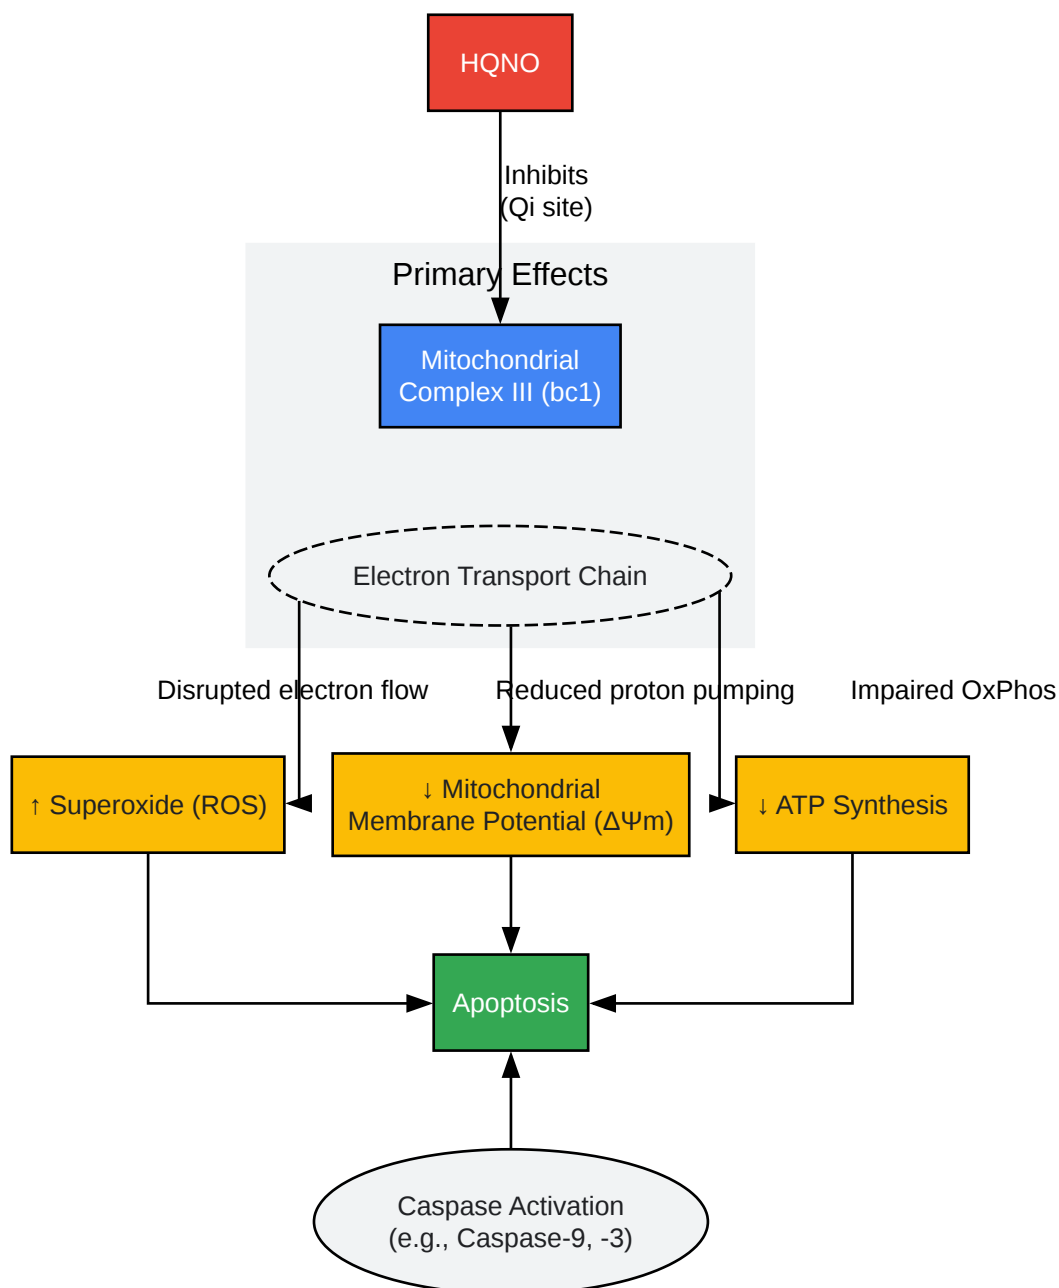 HQNO
Inhibits
(Qi site)
Primary Effects
Mitochondrial
Complex III (bc1)
Electron Transport Chain
Disrupted electron flow
Reduced proton pumping
Impaired OxPhos
↑ Superoxide (ROS)
↓ Mitochondrial
Membrane Potential (ΔΨm)
↓ ATP Synthesis
Apoptosis
Caspase Activation
(e.g., Caspase-9, -3)